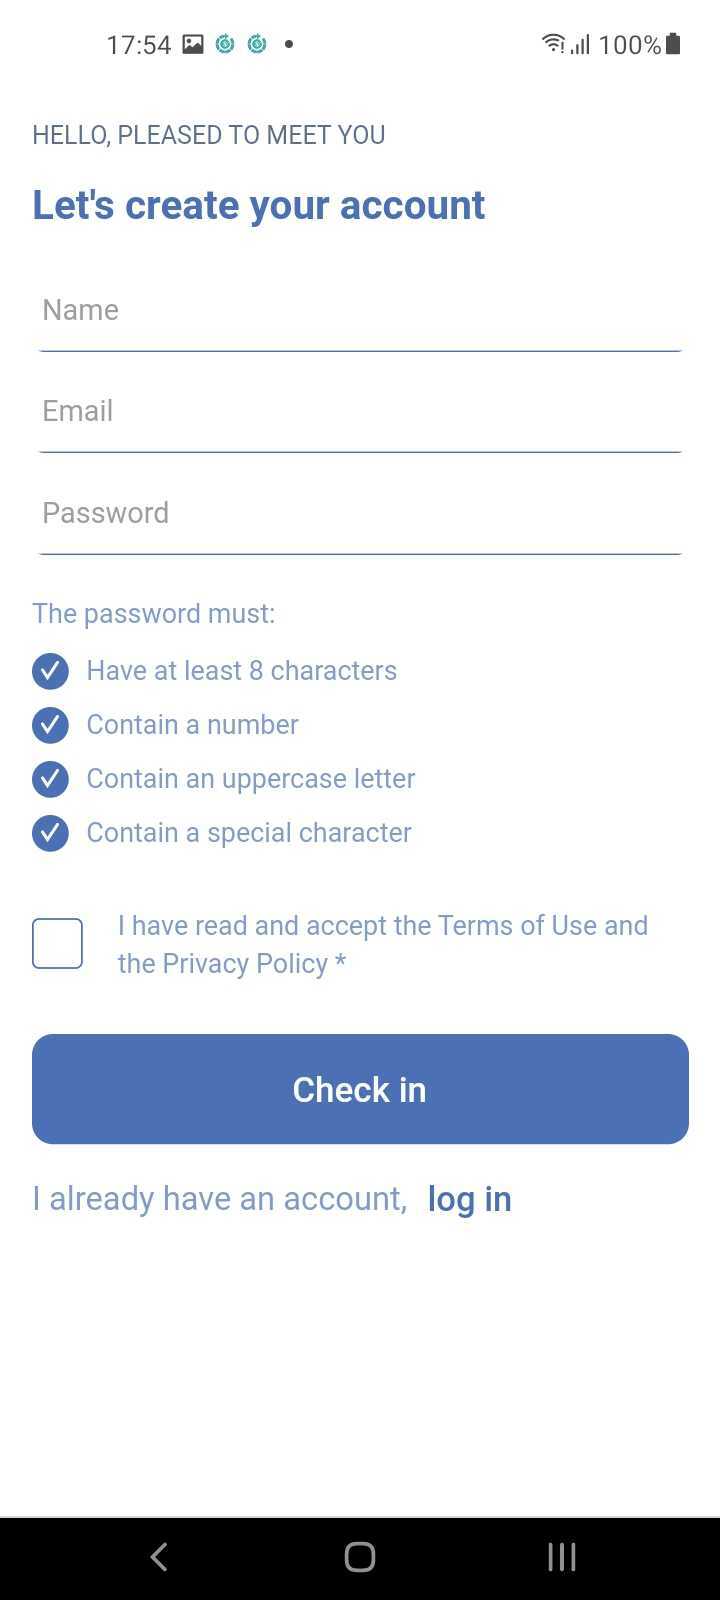 17:54 100%
HELLO, PLEASED TO MEET YOU
Let's create your account
Name
Email
Password
The password must:
Have at least 8 characters
Contain a number
Contain an uppercase letter
Contain a special character
I have read and accept the Terms of Use and
the Privacy Policy *
Check in
I already have an account, log in